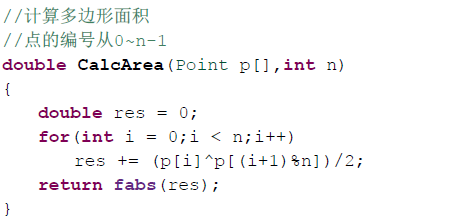 //计算多边形面积
//点的编号从0~n-1
double CalcArea(Point p[],int n)
{
    double res = 0;
    for(int i = 0;i < n;i++)
        res += (p[i]^p[(i+1)%n])/2;
    return fabs(res);
}